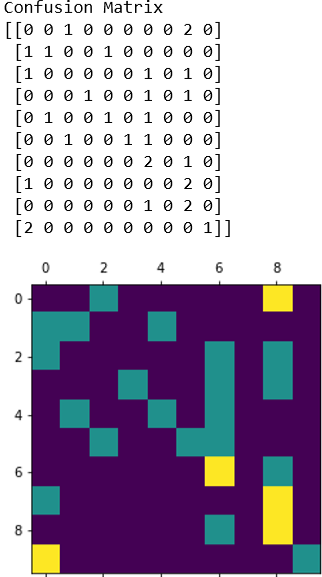 Confusion Matrix
[[0 0 1 0 0 0 0 0 2 0]
[1 1 0 0 1 0 0 0 0 0]
[1 0 0 0 0 0 1 0 1 0]
[0 0 0 1 0 0 1 0 1 0]
[0 1 0 0 1 0 1 0 0 0]
[0 0 1 0 0 1 1 0 0 0]
[0 0 0 0 0 0 2 0 1 0]
[1 0 0 0 0 0 0 0 2 0]
[0 0 0 0 0 0 1 0 2 0]
[2 0 0 0 0 0 0 0 0 1]]
0 2 4 6 8
0
2
4
6
8